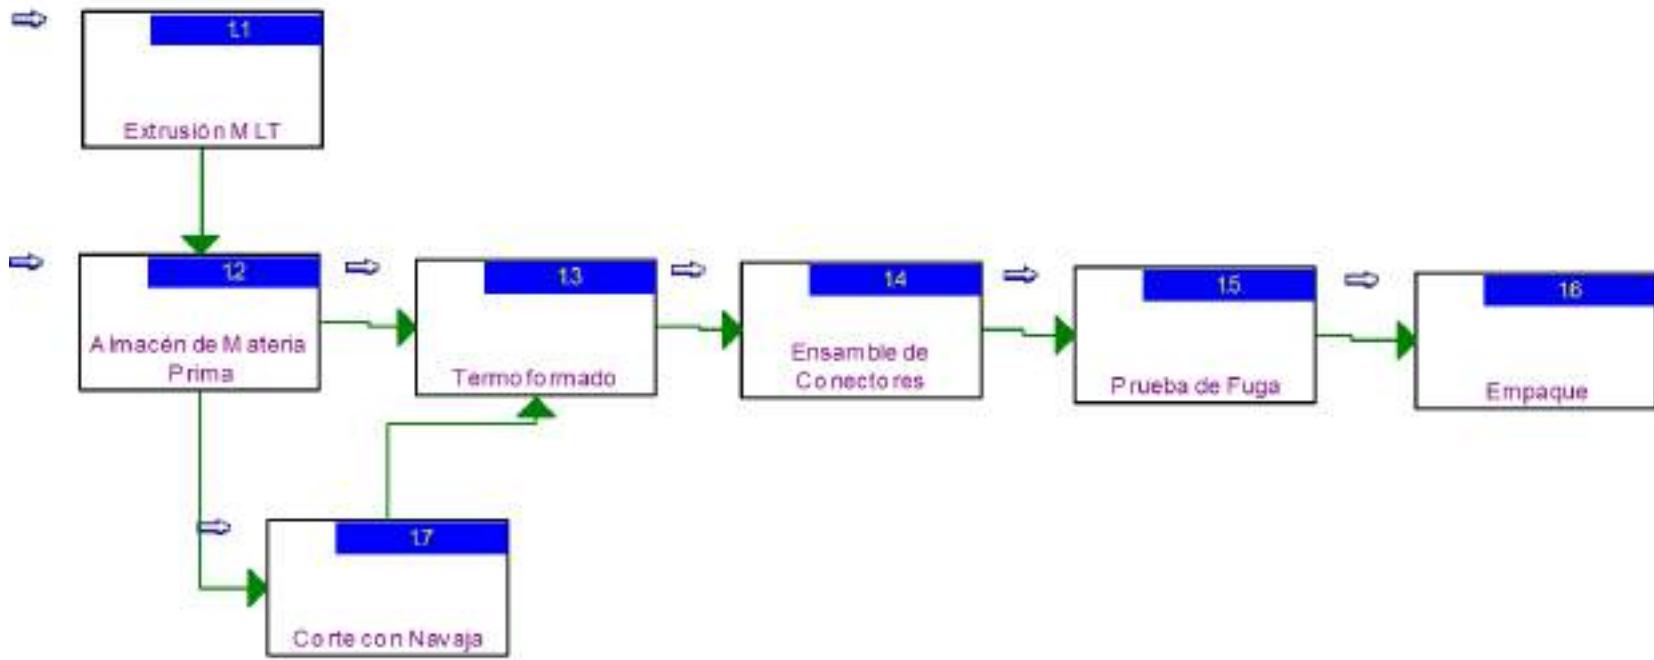 1.1
Extrusión MLT
1.2
Almacén de Materia
Prima
1.3
Termoformado
1.4
Ensamble de
Conectores
1.5
Prueba de Fuga
1.6
Empaque
1.7
Corte con Navaja